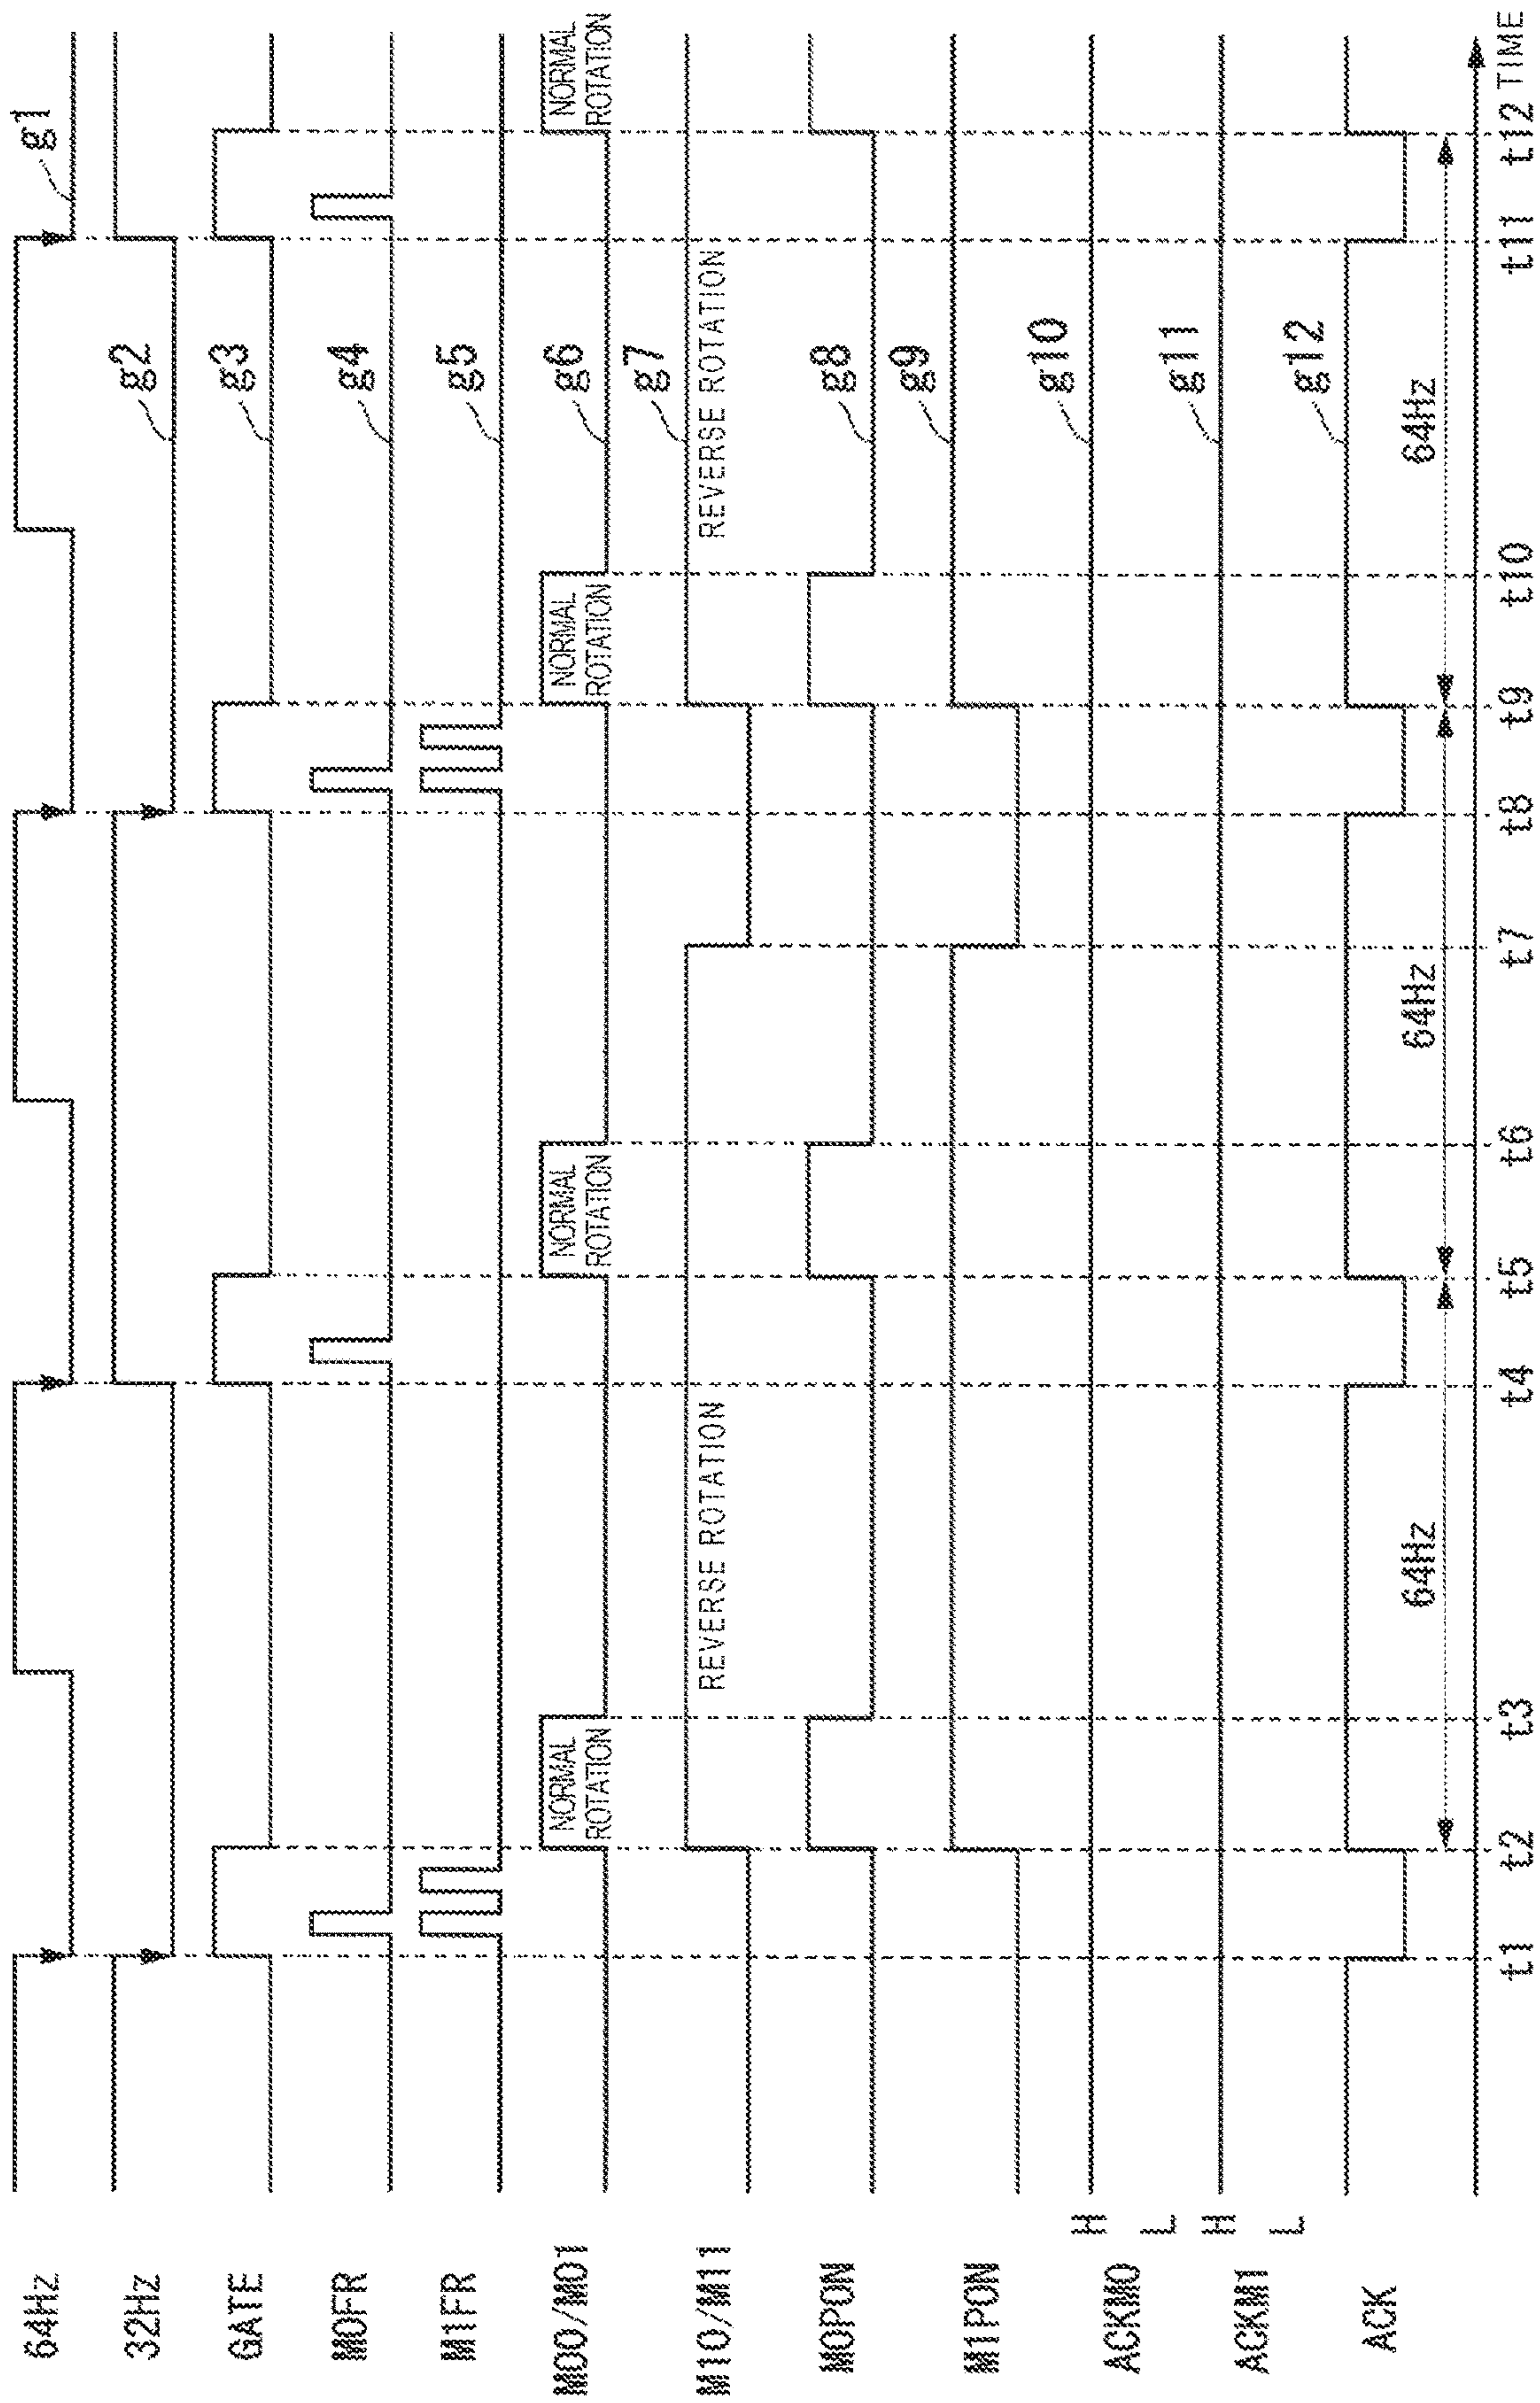 64Hz
g1
32Hz
g2
GATE
g3
M0FR
g4
M1FR
g5
M00/M01
NORMAL
ROTATION
NORMAL
ROTATION
NORMAL
ROTATION
NORMAL
ROTATION
g6
M10/M11
REVERSE ROTATION
REVERSE ROTATION
g7
M0PON
g8
M1PON
g9
ACKM0
H
L
g10
ACKM1
H
L
g11
ACK
g12
64Hz
64Hz
64Hz
t1
t2
t3
t4
t5
t6
t7
t8
t9
t10
t11
t12
TIME